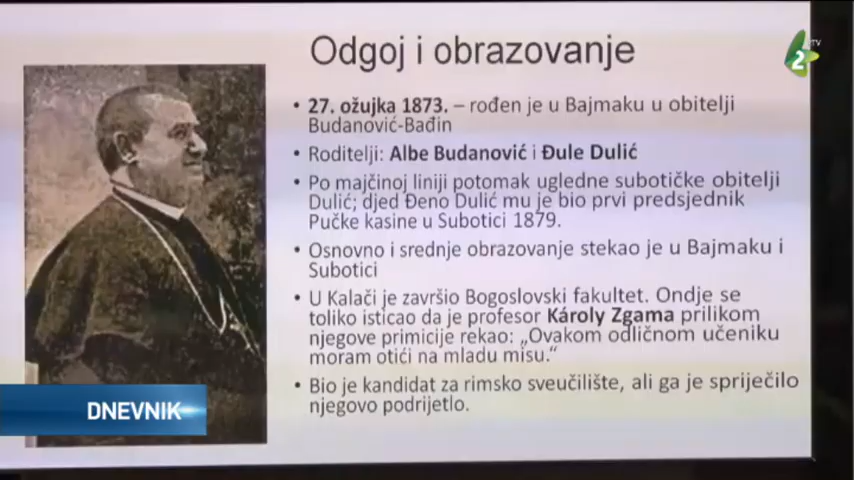 Odgoj i obrazovanje
TV
2
• 27. ožujka 1873. – rođen je u Bajmaku u obitelji
Budanović-Bađin
• Roditelji: Albe Budanović i Đule Dulić
• Po majčinoj liniji potomak ugledne subotičke obitelji
Dulić; djed Đeno Dulić mu je bio prvi predsjednik
Pučke kasine u Subotici 1879.
• Osnovno i srednje obrazovanje stekao je u Bajmaku i
Subotici
• U Kalači je završio Bogoslovski fakultet. Ondje se
toliko isticao da je profesor Károly Zgama prilikom
njegove primicije rekao: „Ovakom odličnom učeniku
moram otići na mladu misu.“
• Bio je kandidat za rimsko sveučilište, ali ga je spriječilo
njegovo podrijetlo.
DNEVNIK